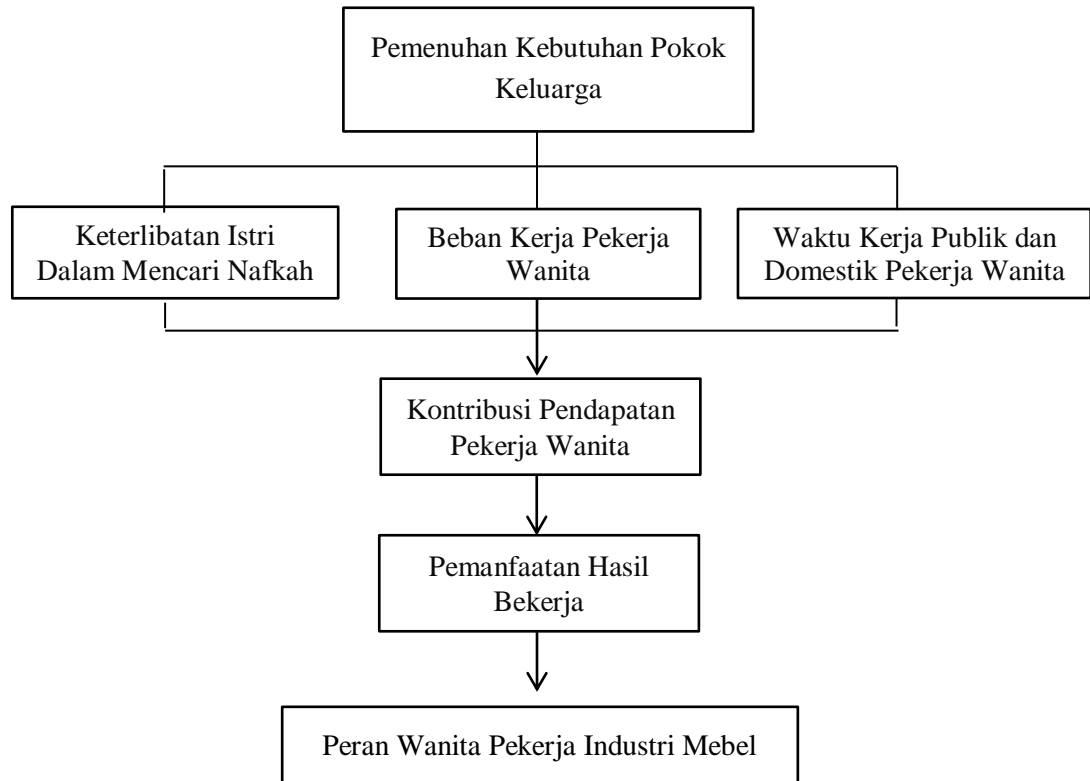 Pemenuhan Kebutuhan Pokok
Keluarga
Keterlibatan Istri
Dalam Mencari Nafkah
Beban Kerja Pekerja
Wanita
Waktu Kerja Publik dan
Domestik Pekerja Wanita
Kontribusi Pendapatan
Pekerja Wanita
Pemanfaatan Hasil
Bekerja
Peran Wanita Pekerja Industri Mebel